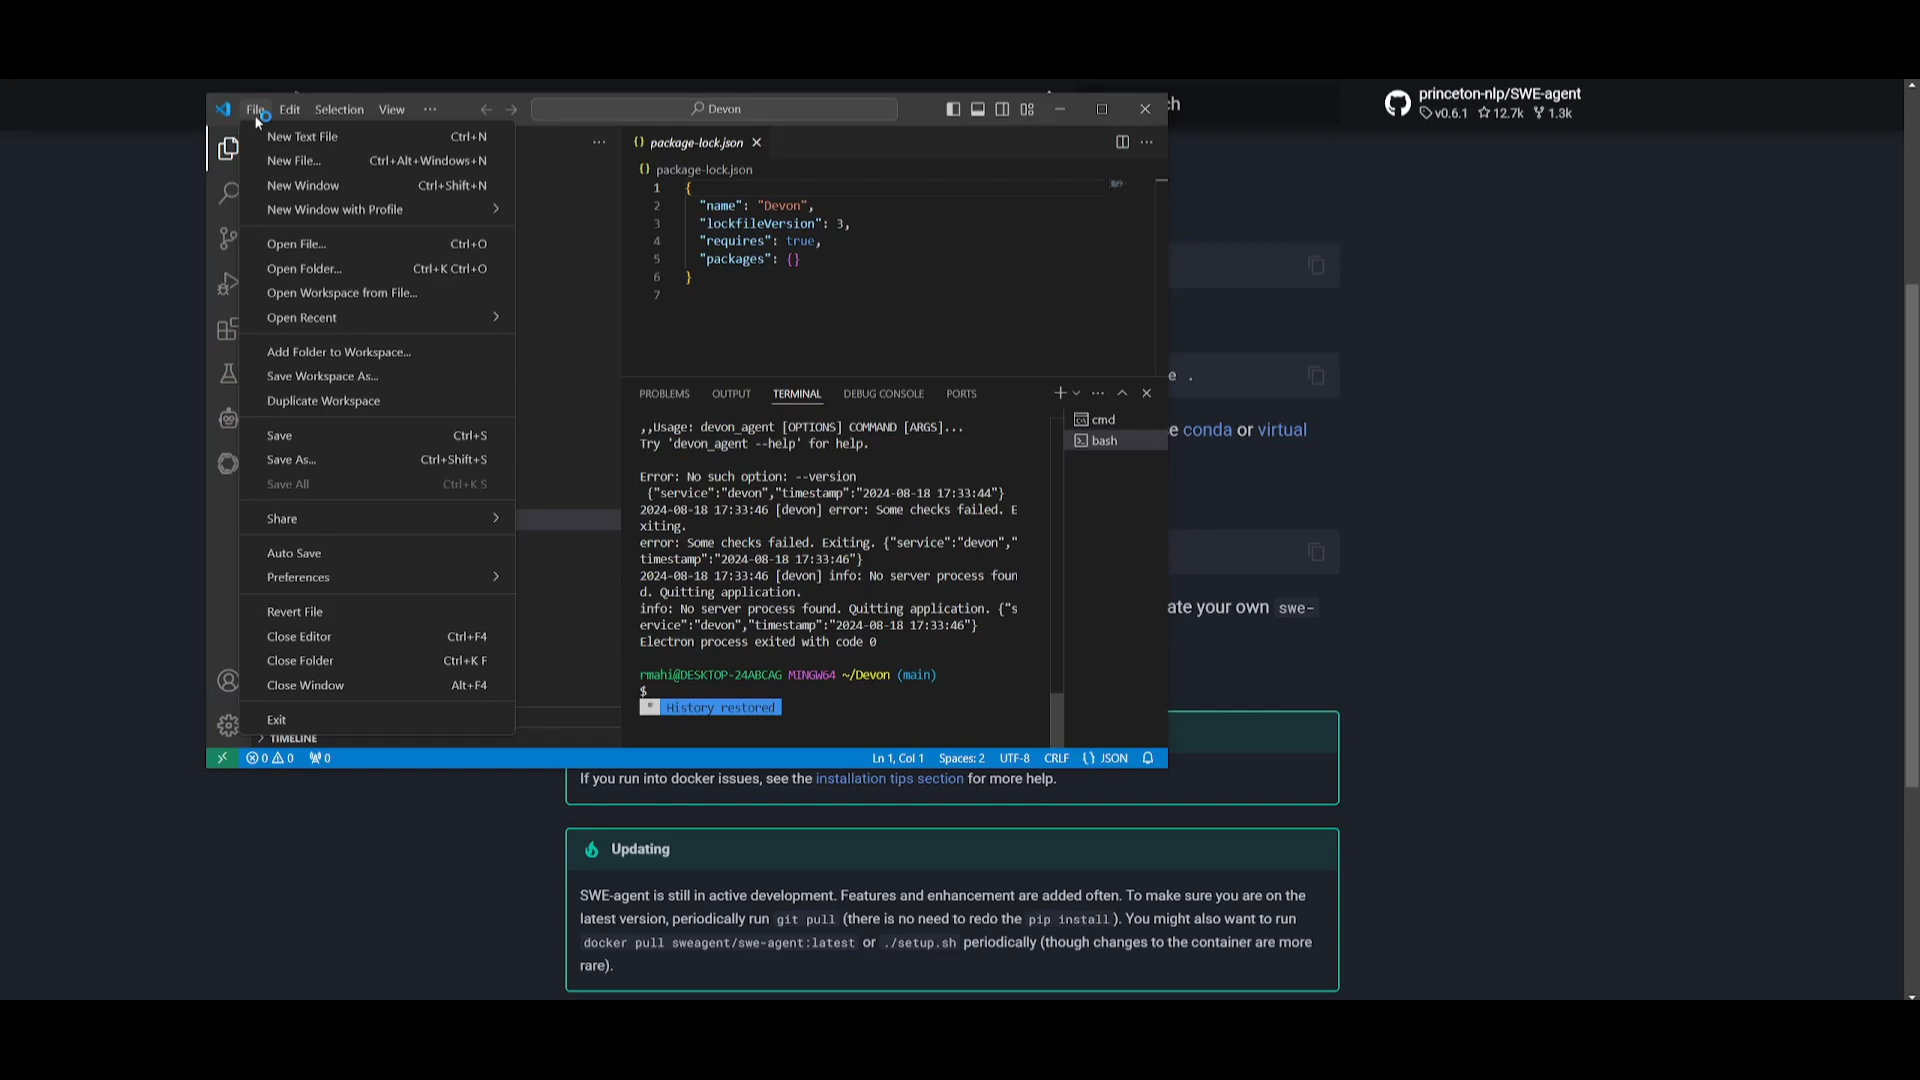 princeton-nlp/SWE-agent
v0.6.1 12.7k 1.3k
File Edit Selection View ···
Devon
ch
New Text File Ctrl+N
New File... Ctrl+Alt+Windows+N
New Window Ctrl+Shift+N
New Window with Profile
Open File... Ctrl+O
Open Folder... Ctrl+K Ctrl+O
Open Workspace from File...
Open Recent
Add Folder to Workspace...
Save Workspace As...
Duplicate Workspace
Save Ctrl+S
Save As... Ctrl+Shift+S
Save All Ctrl+K S
Share
Auto Save
Preferences
Revert File
Close Editor Ctrl+F4
Close Folder Ctrl+K F
Close Window Alt+F4
Exit
TIMELINE
{} package-lock.json
{} package-lock.json
1 {
2 "name": "Devon",
3 "lockfileVersion": 3,
4 "requires": true,
5 "packages": {}
6 }
7
PROBLEMS OUTPUT TERMINAL DEBUG CONSOLE PORTS
cmd
bash
,,Usage: devon_agent [OPTIONS] COMMAND [ARGS]...
Try 'devon_agent --help' for help.
Error: No such option: --version
{"service":"devon","timestamp":"2024-08-18 17:33:44"}
2024-08-18 17:33:46 [devon] error: Some checks failed. E
xiting.
error: Some checks failed. Exiting. {"service":"devon","
timestamp":"2024-08-18 17:33:46"}
2024-08-18 17:33:46 [devon] info: No server process foun
d. Quitting application.
info: No server process found. Quitting application. {"s
ervice":"devon","timestamp":"2024-08-18 17:33:46"}
Electron process exited with code 0
rmahi@DESKTOP-24ABCAG MINGW64 ~/Devon (main)
$
* History restored
0 0 0
Ln 1, Col 1 Spaces: 2 UTF-8 CRLF {} JSON
e .
e conda or virtual
ate your own swe-
If you run into docker issues, see the installation tips section for more help.
Updating
SWE-agent is still in active development. Features and enhancement are added often. To make sure you are on the
latest version, periodically run git pull (there is no need to redo the pip install ). You might also want to run
docker pull sweagent/swe-agent:latest or ./setup.sh periodically (though changes to the container are more
rare).